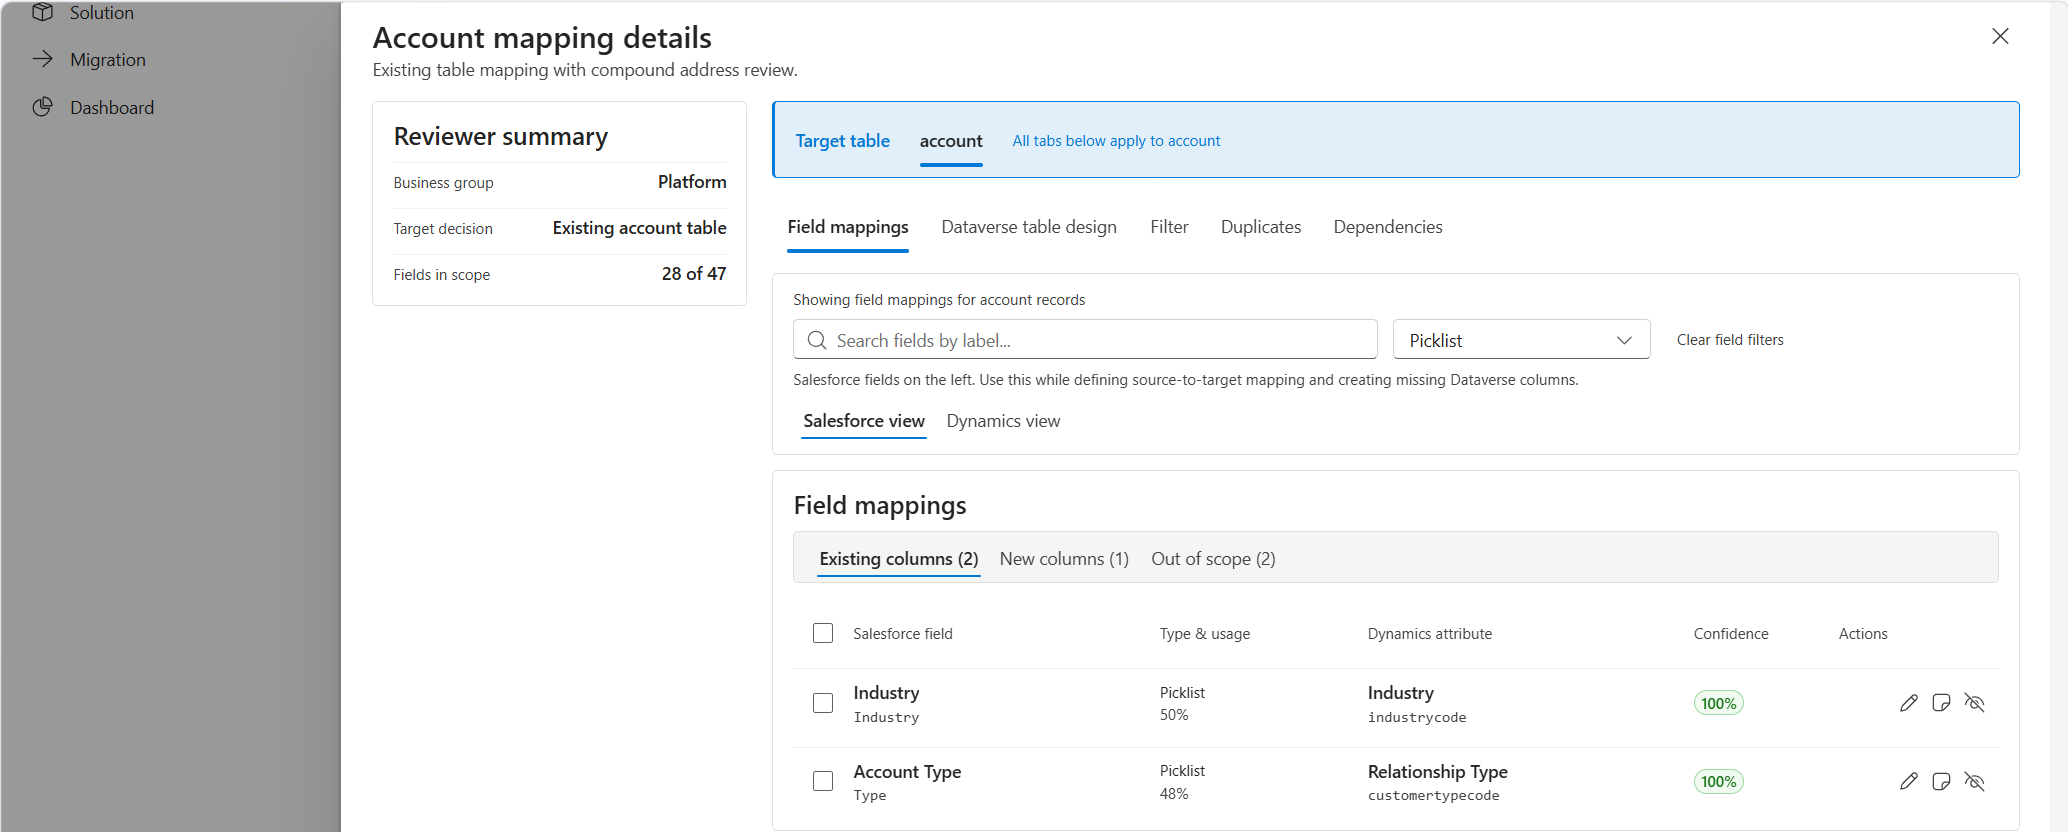 Solution
Migration
Dashboard
Account mapping details
Existing table mapping with compound address review.
Reviewer summary
Business group Platform
Target decision Existing account table
Fields in scope 28 of 47
Target table account All tabs below apply to account
Field mappings Dataverse table design Filter Duplicates Dependencies
Showing field mappings for account records
Search fields by label... Picklist Clear field filters
Salesforce fields on the left. Use this while defining source-to-target mapping and creating missing Dataverse columns.
Salesforce view Dynamics view
Field mappings
Existing columns (2) New columns (1) Out of scope (2)
Salesforce field Type & usage Dynamics attribute Confidence Actions
Industry Picklist Industry 100%
Industry 50% industrycode
Account Type Picklist Relationship Type 100%
Type 48% customertypecode